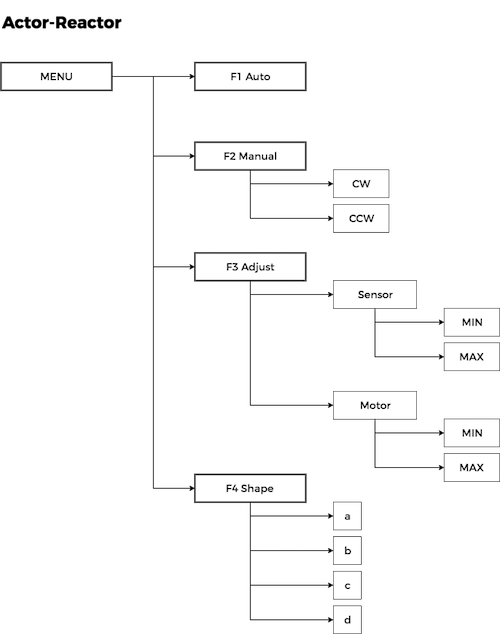 Actor-Reactor
MENU
F1 Auto
F2 Manual
CW
CCW
F3 Adjust
Sensor
MIN
MAX
Motor
MIN
MAX
F4 Shape
a
b
c
d